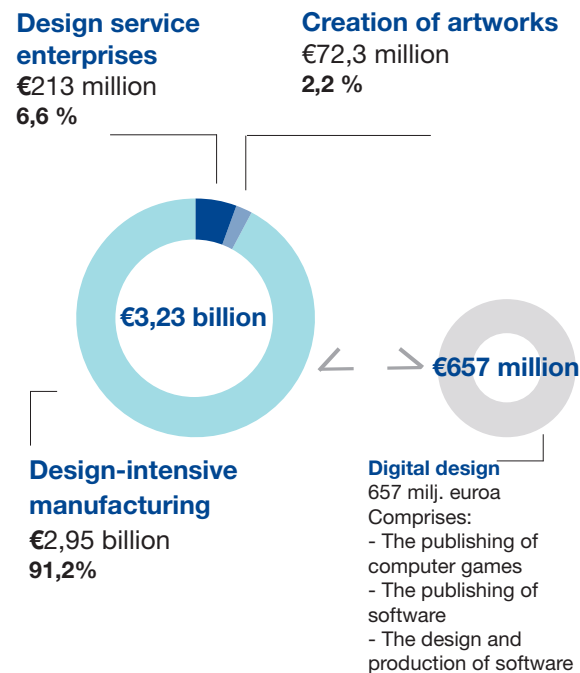 Design service
enterprises
€213 million
6,6 %
Creation of artworks
€72,3 million
2,2 %
€3,23 billion
€657 million
Design-intensive
manufacturing
€2,95 billion
91,2%
Digital design
657 milj. euroa
Comprises:
- The publishing of
computer games
- The publishing of
software
- The design and
production of software